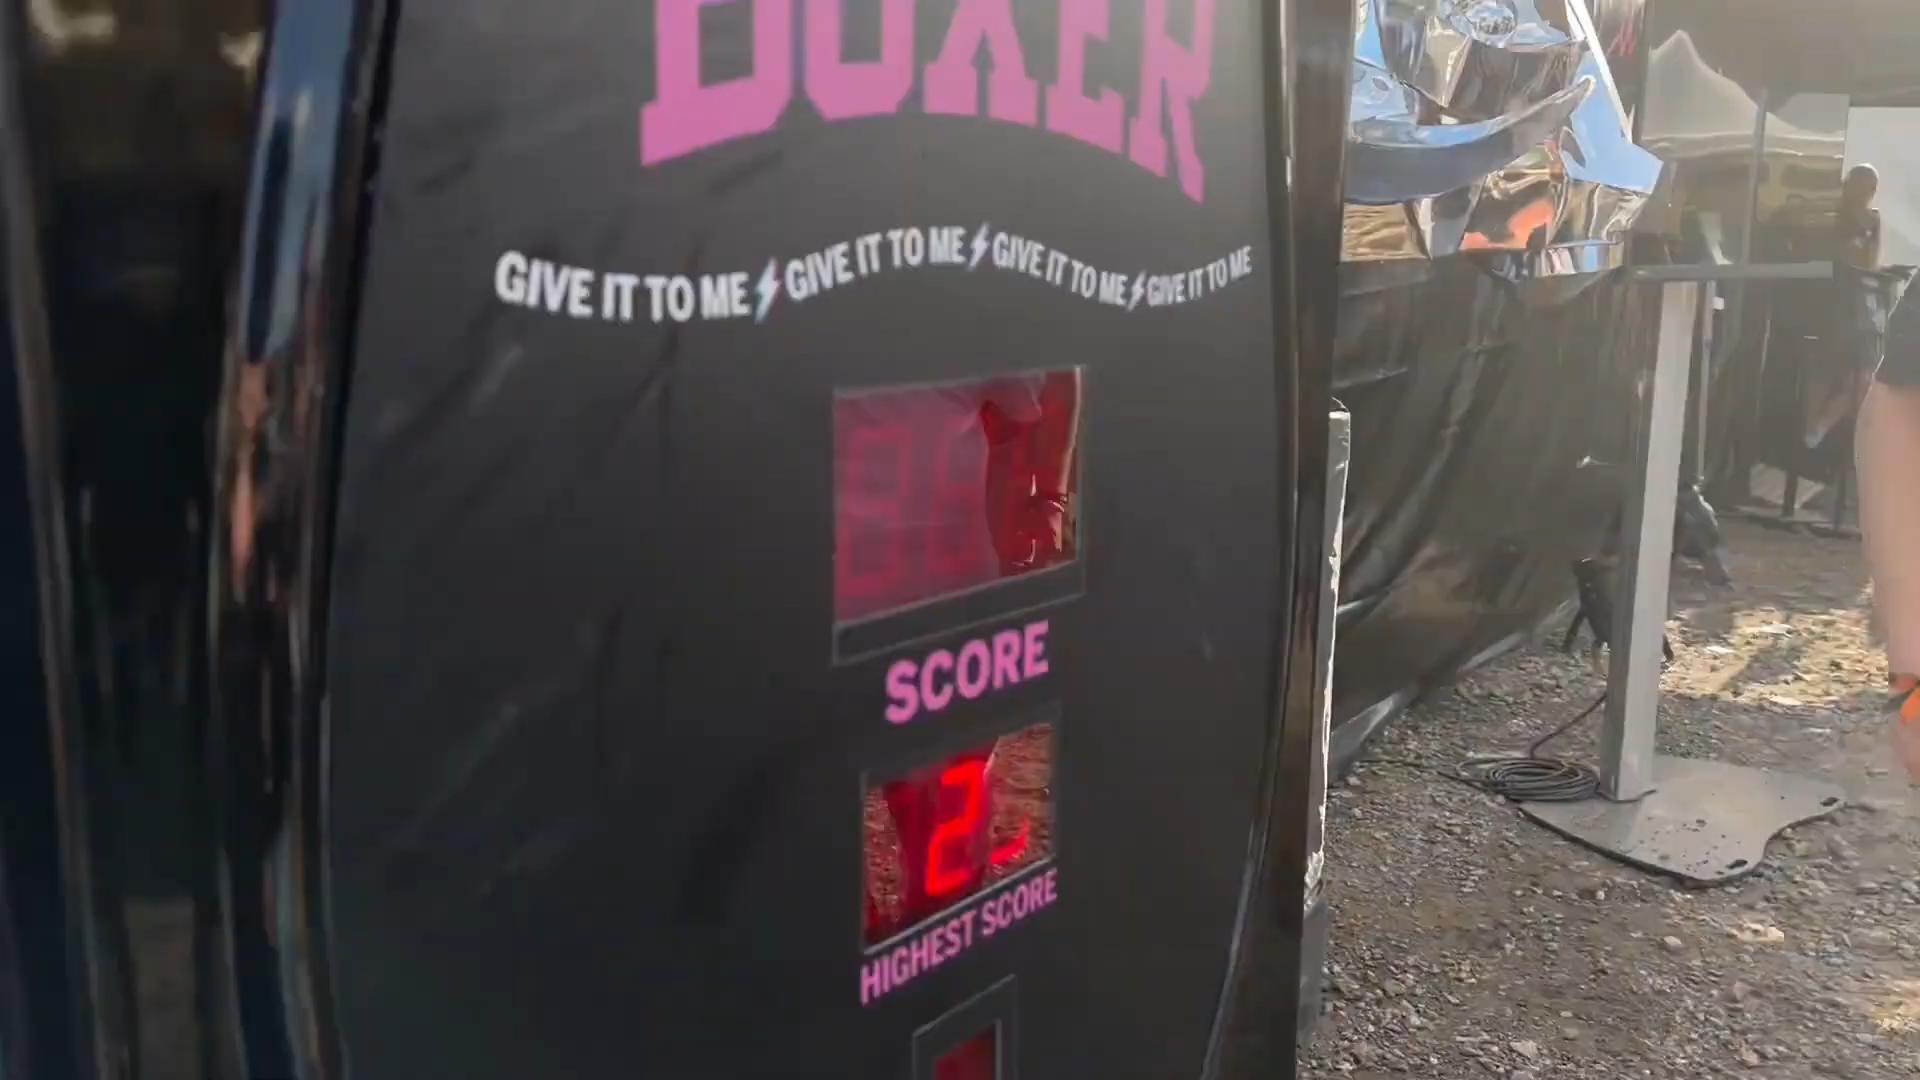 BOXER
GIVE IT TO ME⚡GIVE IT TO ME⚡GIVE IT TO ME⚡GIVE IT TO ME
SCORE
2
HIGHEST SCORE